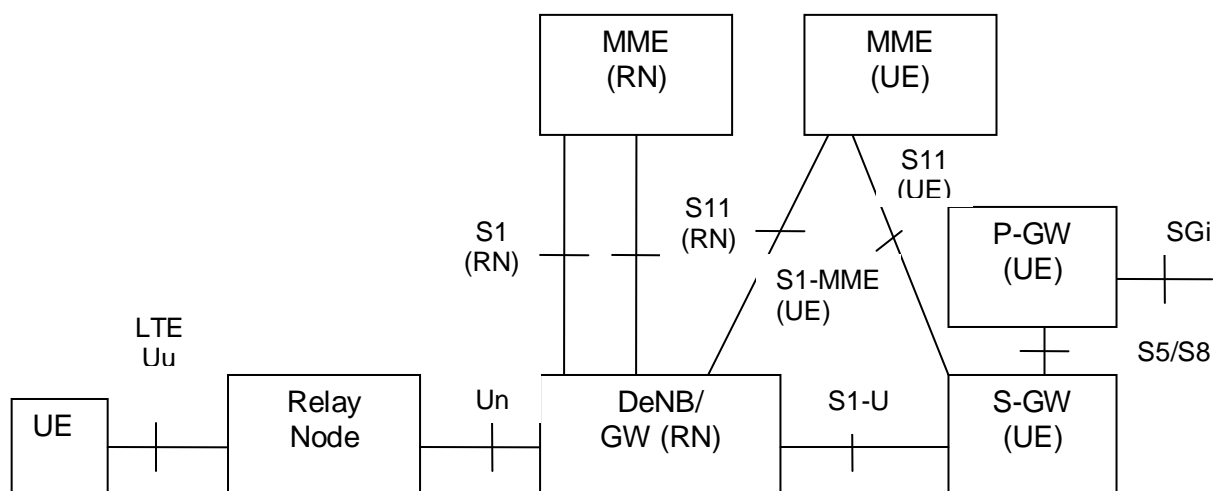 MME
(RN)
MME
(UE)
S11
(UE)
S1
(RN)
S11
(RN)
P-GW
(UE)
SGi
S1-MME
(UE)
LTE
Uu
S5/S8
UE
Relay
Node
Un
DeNB/
GW (RN)
S1-U
S-GW
(UE)